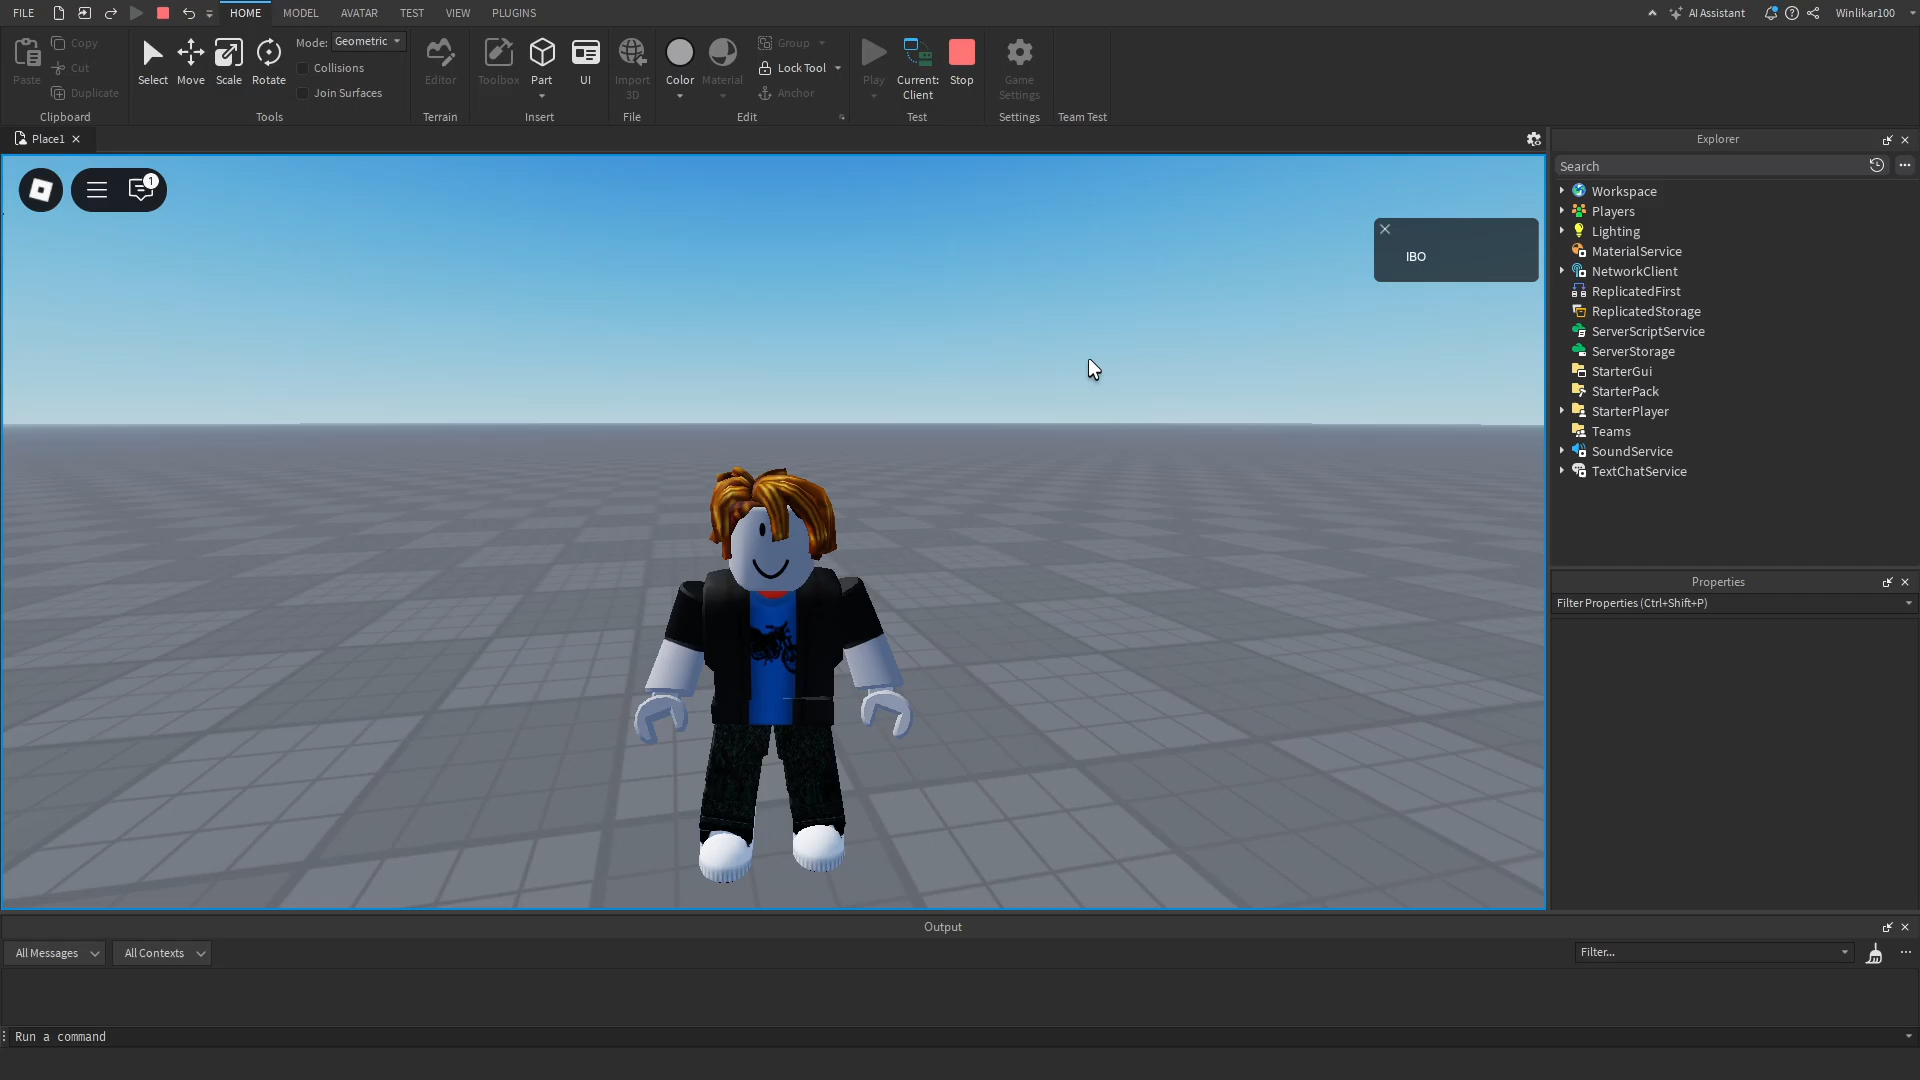 FILE
HOME
MODEL
AVATAR
TEST
VIEW
PLUGINS
AI Assistant
Winlikar100
Paste
Copy
Cut
Duplicate
Clipboard
Select
Move
Scale
Rotate
Mode: Geometric
Collisions
Join Surfaces
Tools
Editor
Terrain
Toolbox
Part
UI
Insert
Import
3D
File
Color
Material
Group
Lock Tool
Anchor
Edit
Play
Current:
Client
Stop
Test
Game
Settings
Settings
Team Test
Place1
1
IBO
Explorer
Search
Workspace
Players
Lighting
MaterialService
NetworkClient
ReplicatedFirst
ReplicatedStorage
ServerScriptService
ServerStorage
StarterGui
StarterPack
StarterPlayer
Teams
SoundService
TextChatService
Properties
Filter Properties (Ctrl+Shift+P)
Output
All Messages
All Contexts
Filter...
Run a command